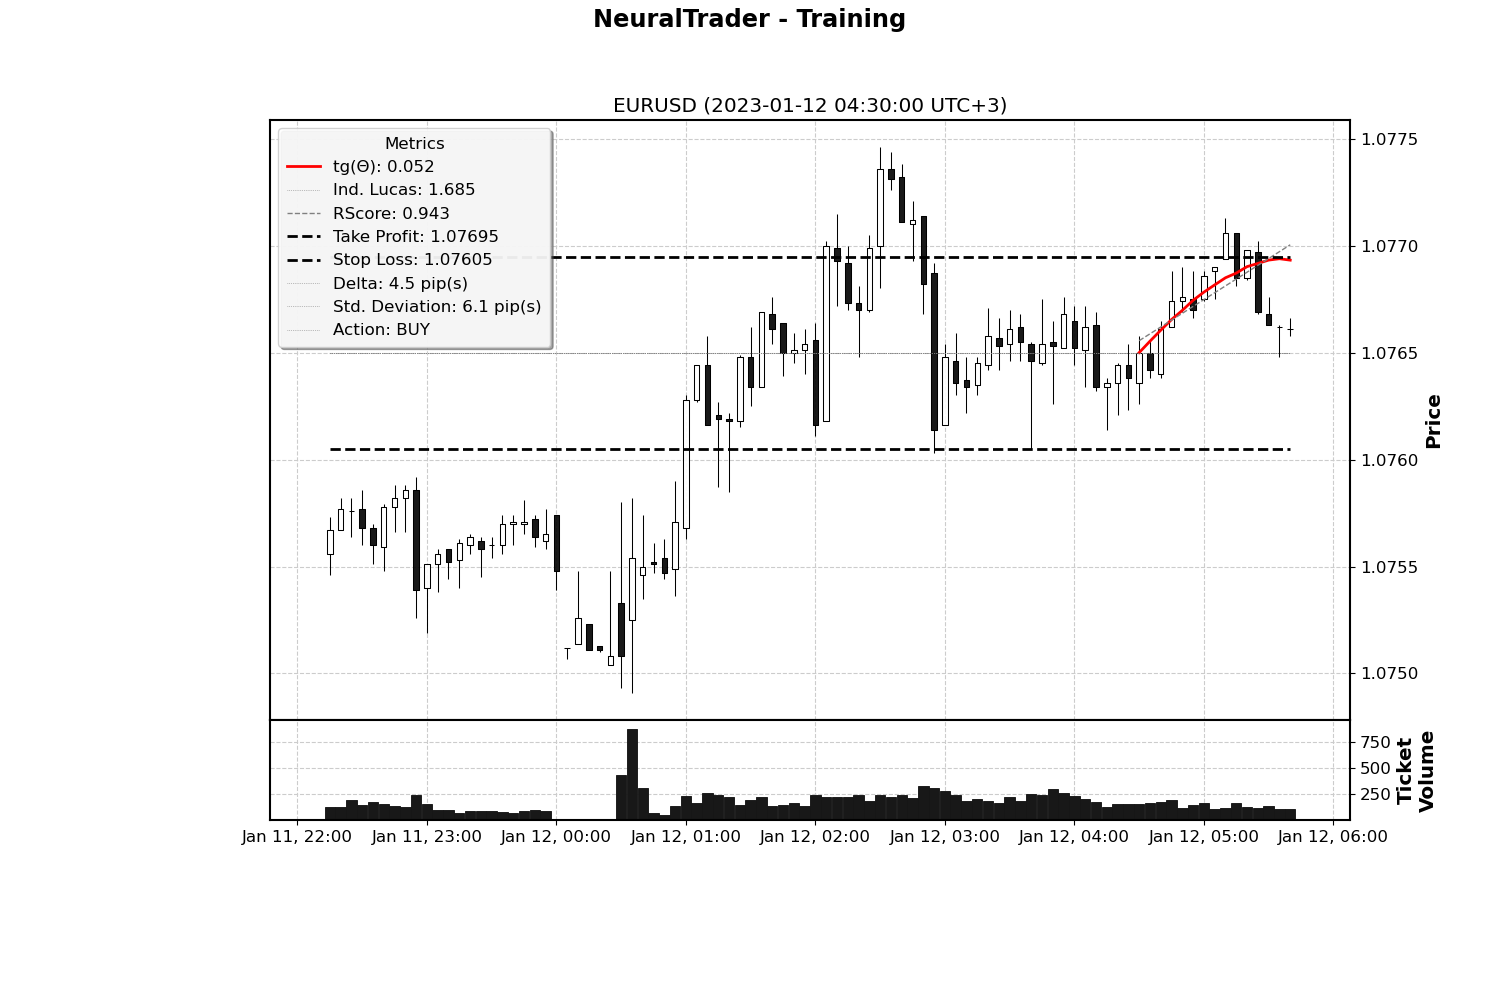 NeuralTrader - Training
EURUSD (2023-01-12 04:30:00 UTC+3)
Metrics
tg(Θ): 0.052
Ind. Lucas: 1.685
RScore: 0.943
Take Profit: 1.07695
Stop Loss: 1.07605
Delta: 4.5 pip(s)
Std. Deviation: 6.1 pip(s)
Action: BUY
1.0775
1.0770
1.0765
1.0760
1.0755
1.0750
Price
750
500
250
Ticket
Volume
Jan 11, 22:00
Jan 11, 23:00
Jan 12, 00:00
Jan 12, 01:00
Jan 12, 02:00
Jan 12, 03:00
Jan 12, 04:00
Jan 12, 05:00
Jan 12, 06:00